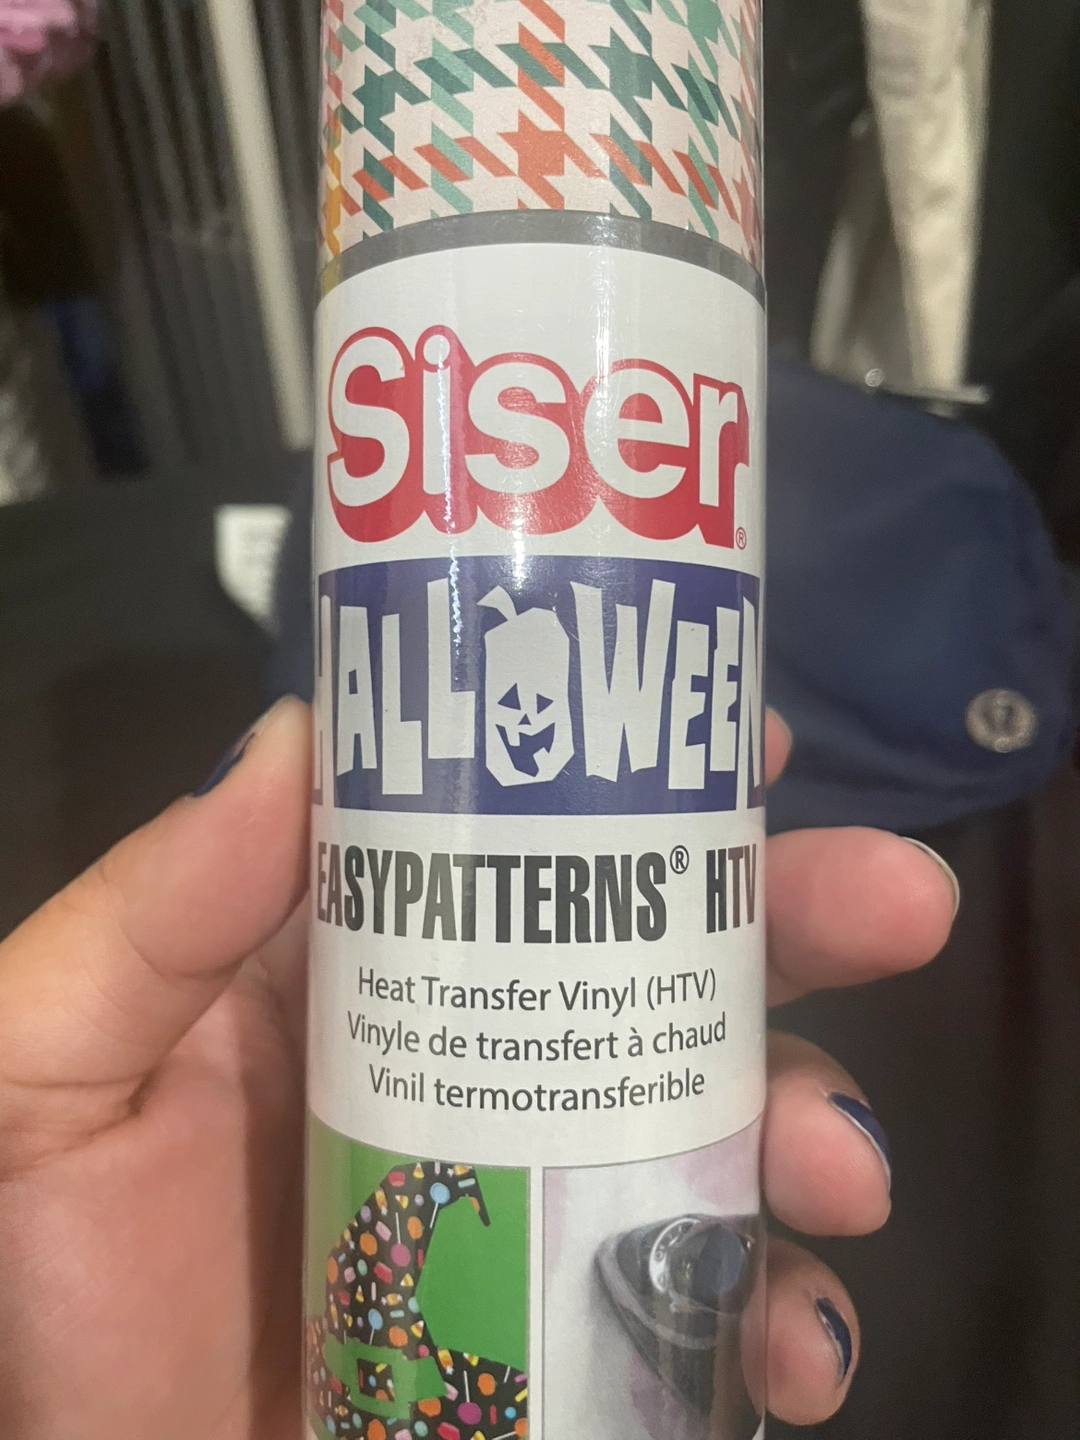 Siser®
HALLOWEEN
EASYPATTERNS® HTV
Heat Transfer Vinyl (HTV)
Vinyle de transfert à chaud
Vinil termotransferible